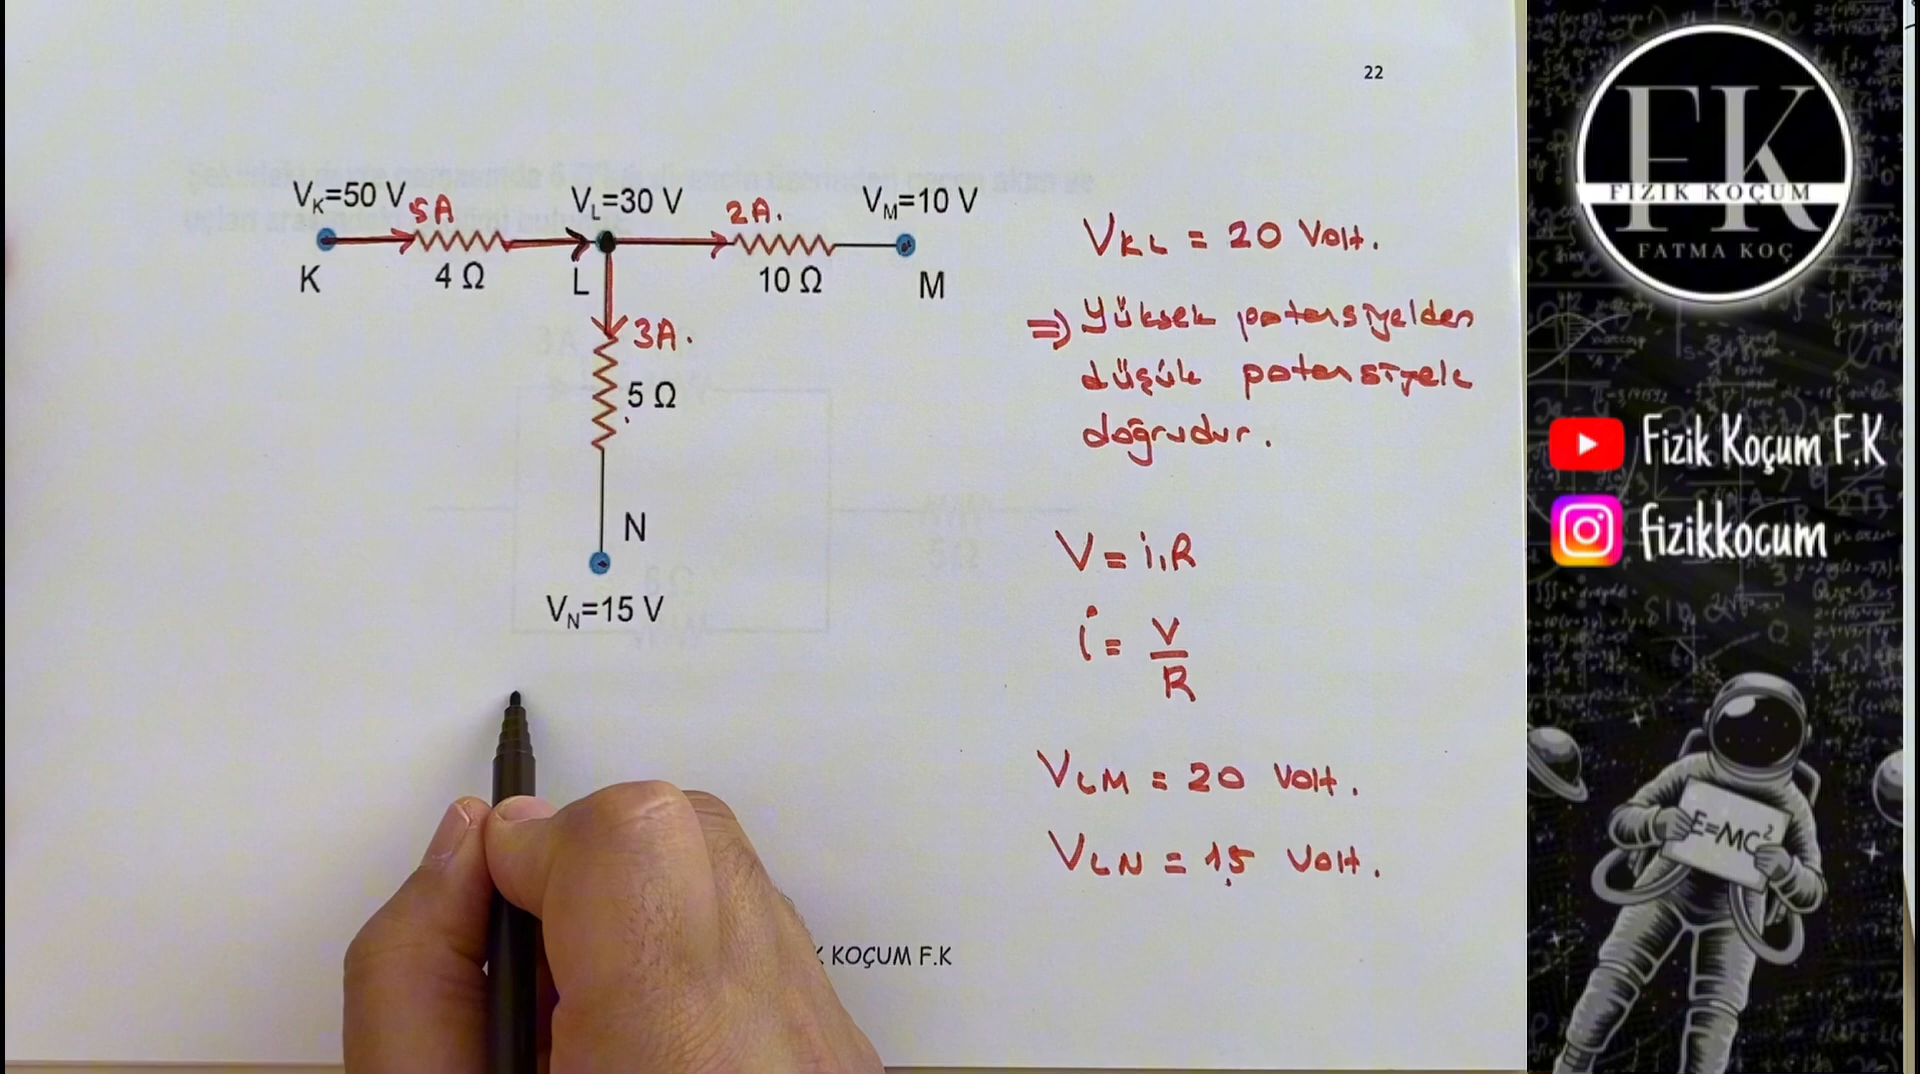 22
V_K=50 V
5A
V_L=30 V
2A.
V_M=10 V
K
4 Ω
L
10 Ω
M
3A.
5 Ω
N
V_N=15 V
V_KL = 20 Volt.
⇒ Yüksek potansiyelden
düşük potansiyele
doğrudur.
V = i.R
i = V/R
V_LM = 20 Volt.
V_LN = 15 Volt.
KOÇUM F.K
FK
FIZIK KOÇUM
FATMA KOÇ
Fizik Koçum F.K
fizikkocum
E=MC²